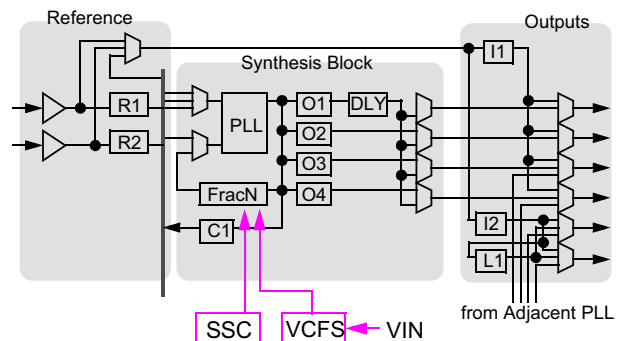 Reference
Outputs
Synthesis Block
I1
R1
O1
DLY
PLL
R2
O2
O3
FracN
O4
I2
C1
L1
from Adjacent PLL
SSC
VCFS
VIN